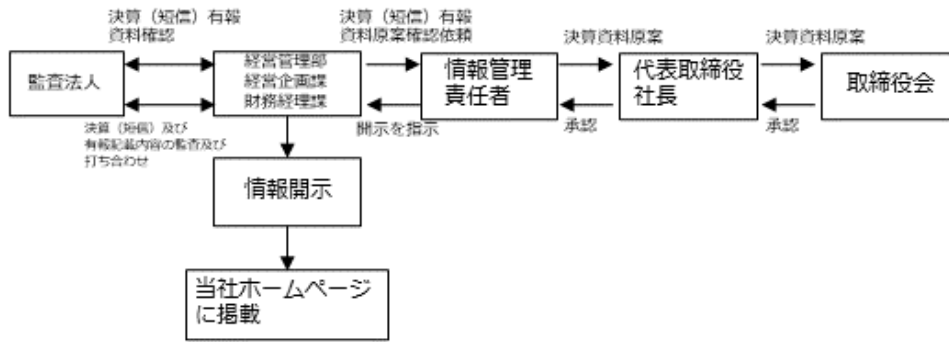 決算（短信）有報
資料確認
決算（短信）有報
資料原案確認依頼
決算資料原案
決算資料原案
監査法人
経営管理部
経営企画課
財務経理課
情報管理
責任者
代表取締役
社長
取締役会
決算（短信）及び
有報記載内容の監査及び
打ち合わせ
開示を指示
承認
承認
情報開示
当社ホームページ
に掲載